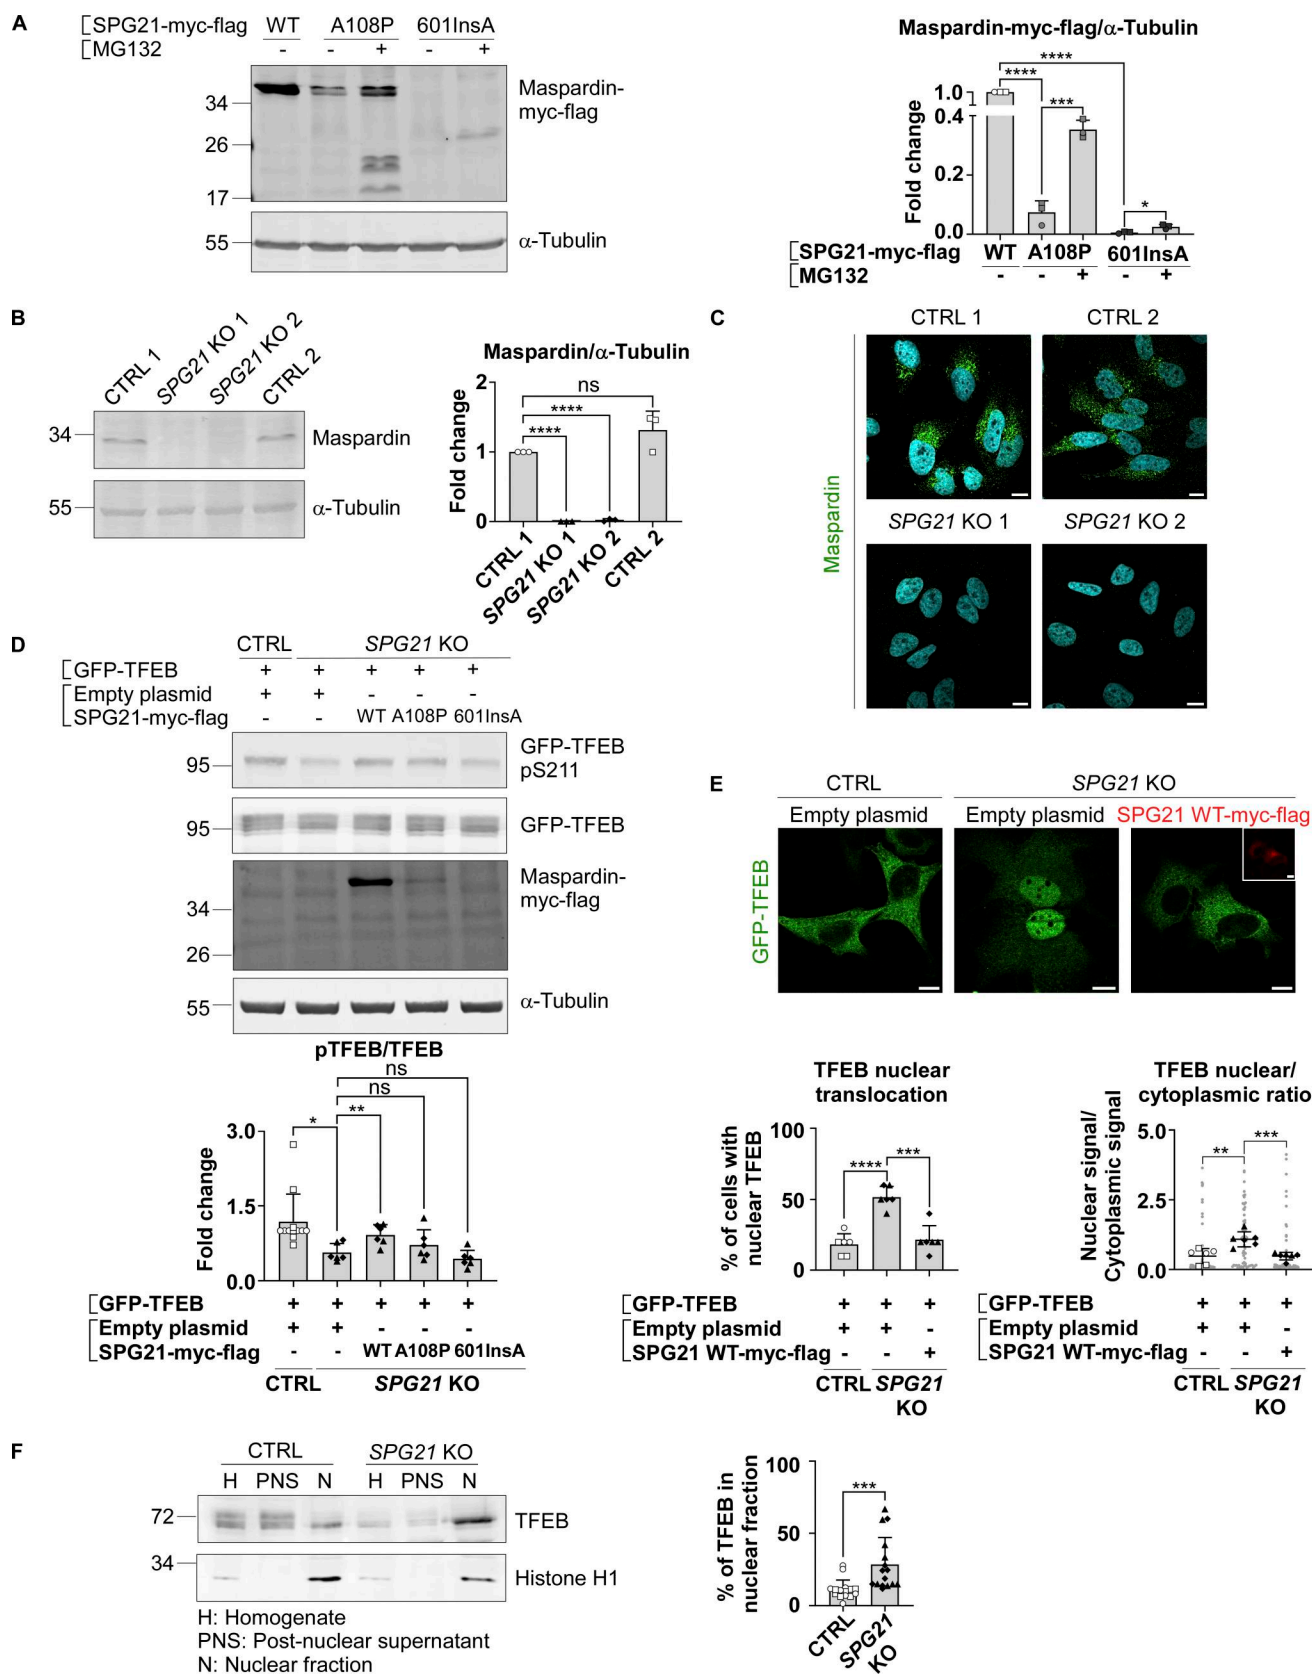 A
SPG21-myc-flag WT A108P 601InsA
MG132 - - + - +
34
26
17
Maspardin-
myc-flag
55
α-Tubulin
Maspardin-myc-flag/α-Tubulin
****
****
***
*
Fold change
1.0
0.4
0.2
0.0
SPG21-myc-flag WT A108P 601InsA
MG132 - - + - +
B
CTRL 1
SPG21 KO 1
SPG21 KO 2
CTRL 2
34
Maspardin
55
α-Tubulin
Maspardin/α-Tubulin
ns
****
****
Fold change
2
1
0
CTRL 1
SPG21 KO 1
SPG21 KO 2
CTRL 2
C
CTRL 1 CTRL 2
SPG21 KO 1 SPG21 KO 2
Maspardin
D
CTRL SPG21 KO
GFP-TFEB + + + + +
Empty plasmid + + - - -
SPG21-myc-flag - - WT A108P 601InsA
95
GFP-TFEB
pS211
95
GFP-TFEB
34
26
Maspardin-
myc-flag
55
α-Tubulin
pTFEB/TFEB
ns
ns
**
*
Fold change
3.0
1.5
0.0
GFP-TFEB + + + + +
Empty plasmid + + - - -
SPG21-myc-flag - - WT A108P 601InsA
CTRL SPG21 KO
E
CTRL SPG21 KO
Empty plasmid Empty plasmid SPG21 WT-myc-flag
GFP-TFEB
TFEB nuclear
translocation
% of cells with
nuclear TFEB
100
50
0
**** ***
GFP-TFEB + + +
Empty plasmid + + -
SPG21 WT-myc-flag - - +
CTRL SPG21
KO
TFEB nuclear/
cytoplasmic ratio
Nuclear signal/
Cytoplasmic signal
5.0
2.5
0.0
** ***
GFP-TFEB + + +
Empty plasmid + + -
SPG21 WT-myc-flag - - +
CTRL SPG21
KO
F
CTRL SPG21 KO
H PNS N H PNS N
72
TFEB
34
Histone H1
H: Homogenate
PNS: Post-nuclear supernatant
N: Nuclear fraction
% of TFEB in
nuclear fraction
100
50
0
***
CTRL
SPG21
KO